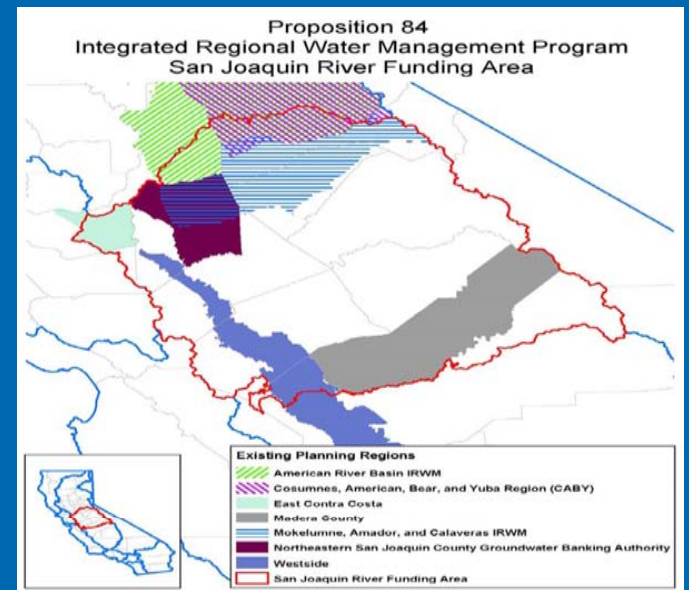 Proposition 84
Integrated Regional Water Management Program
San Joaquin River Funding Area
Existing Planning Regions
American River Basin IRWM
Cosumnes, American, Bear, and Yuba Region (CABY)
East Contra Costa
Madera County
Mokelumne, Amador, and Calaveras IRWM
Northeastern San Joaquin County Groundwater Banking Authority
Westside
San Joaquin River Funding Area